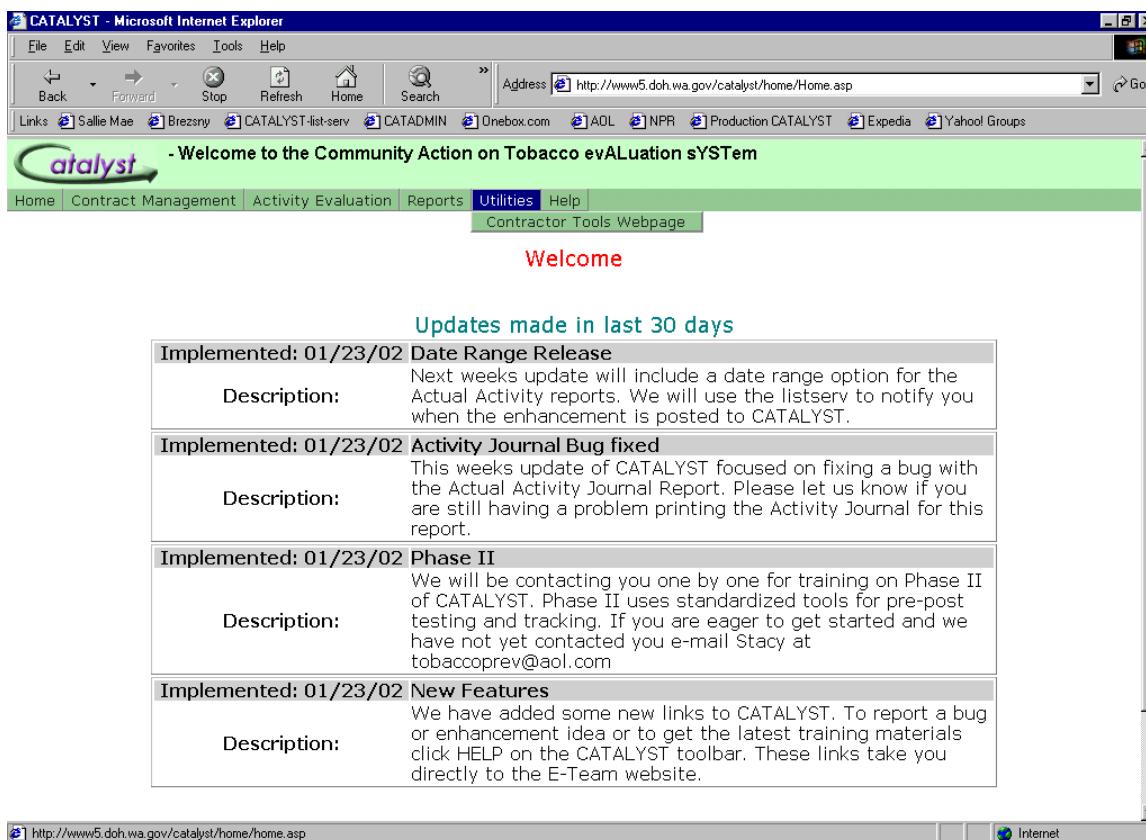 CATALYST - Microsoft Internet Explorer
File Edit View Favorites Tools Help
Back Forward Stop Refresh Home Search » Address http://www5.doh.wa.gov/catalyst/home/Home.asp Go
Links Sallie Mae Brezsny CATALYST-list-serv CATADMIN Onebox.com AOL NPR Production CATALYST Expedia Yahoo! Groups
Catalyst - Welcome to the Community Action on Tobacco evALuation sYSTem
Home Contract Management Activity Evaluation Reports Utilities Help
Contractor Tools Webpage
Welcome
Updates made in last 30 days
Implemented: 01/23/02 Date Range Release
Description:
Next weeks update will include a date range option for the
Actual Activity reports. We will use the listserv to notify you
when the enhancement is posted to CATALYST.
Implemented: 01/23/02 Activity Journal Bug fixed
Description:
This weeks update of CATALYST focused on fixing a bug with
the Actual Activity Journal Report. Please let us know if you
are still having a problem printing the Activity Journal for this
report.
Implemented: 01/23/02 Phase II
Description:
We will be contacting you one by one for training on Phase II
of CATALYST. Phase II uses standardized tools for pre-post
testing and tracking. If you are eager to get started and we
have not yet contacted you e-mail Stacy at
tobaccoprev@aol.com
Implemented: 01/23/02 New Features
Description:
We have added some new links to CATALYST. To report a bug
or enhancement idea or to get the latest training materials
click HELP on the CATALYST toolbar. These links take you
directly to the E-Team website.
http://www5.doh.wa.gov/catalyst/home/home.asp Internet